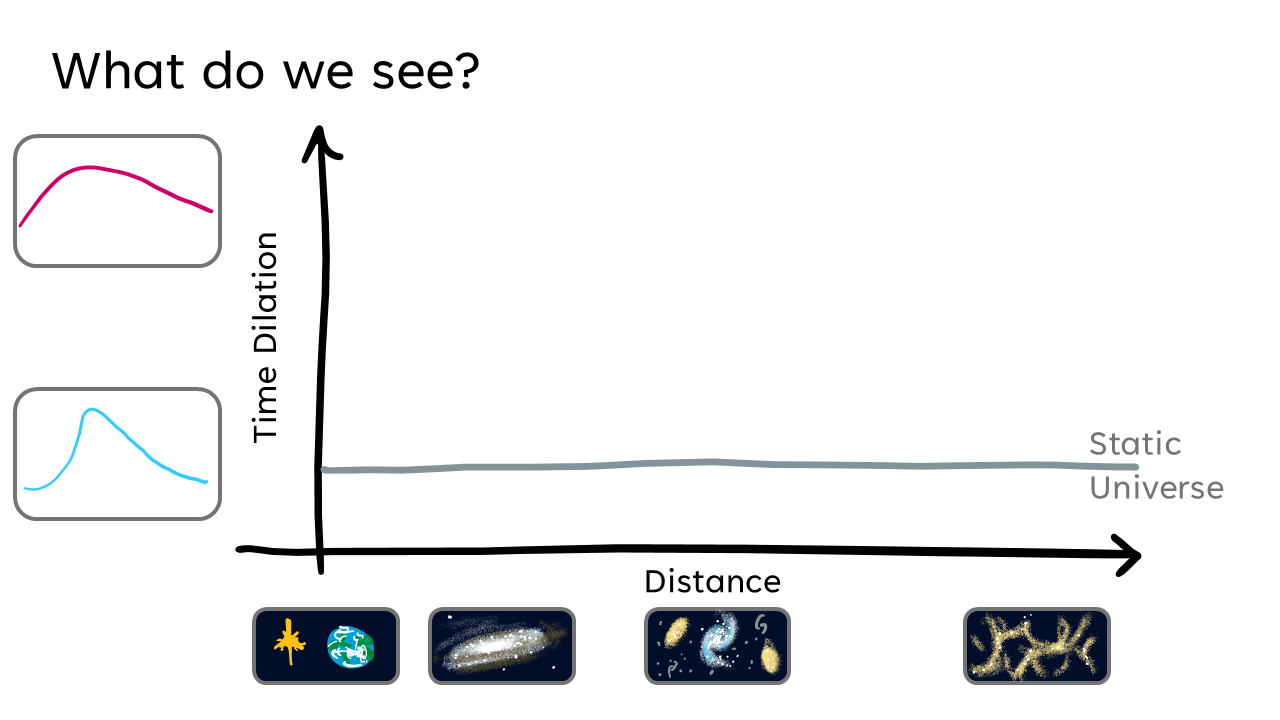 What do we see?
Time Dilation
Static
Universe
Distance